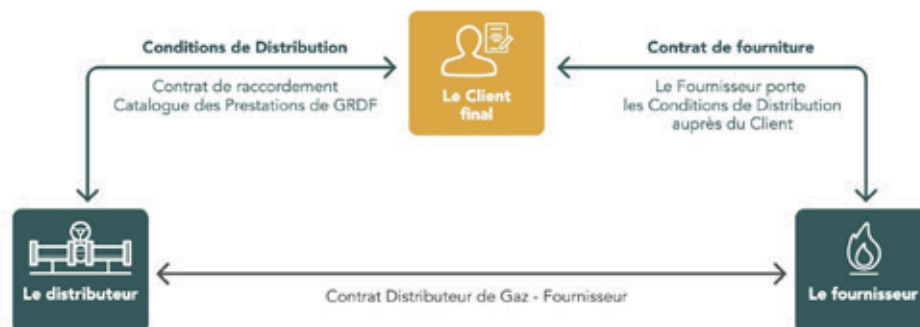 Conditions de Distribution
Contrat de raccordement
Catalogue des Prestations de GRDF
Le Client
final
Contrat de fourniture
Le Fournisseur porte
les Conditions de Distribution
auprès du Client
Le distributeur
Contrat Distributeur de Gaz - Fournisseur
Le fournisseur